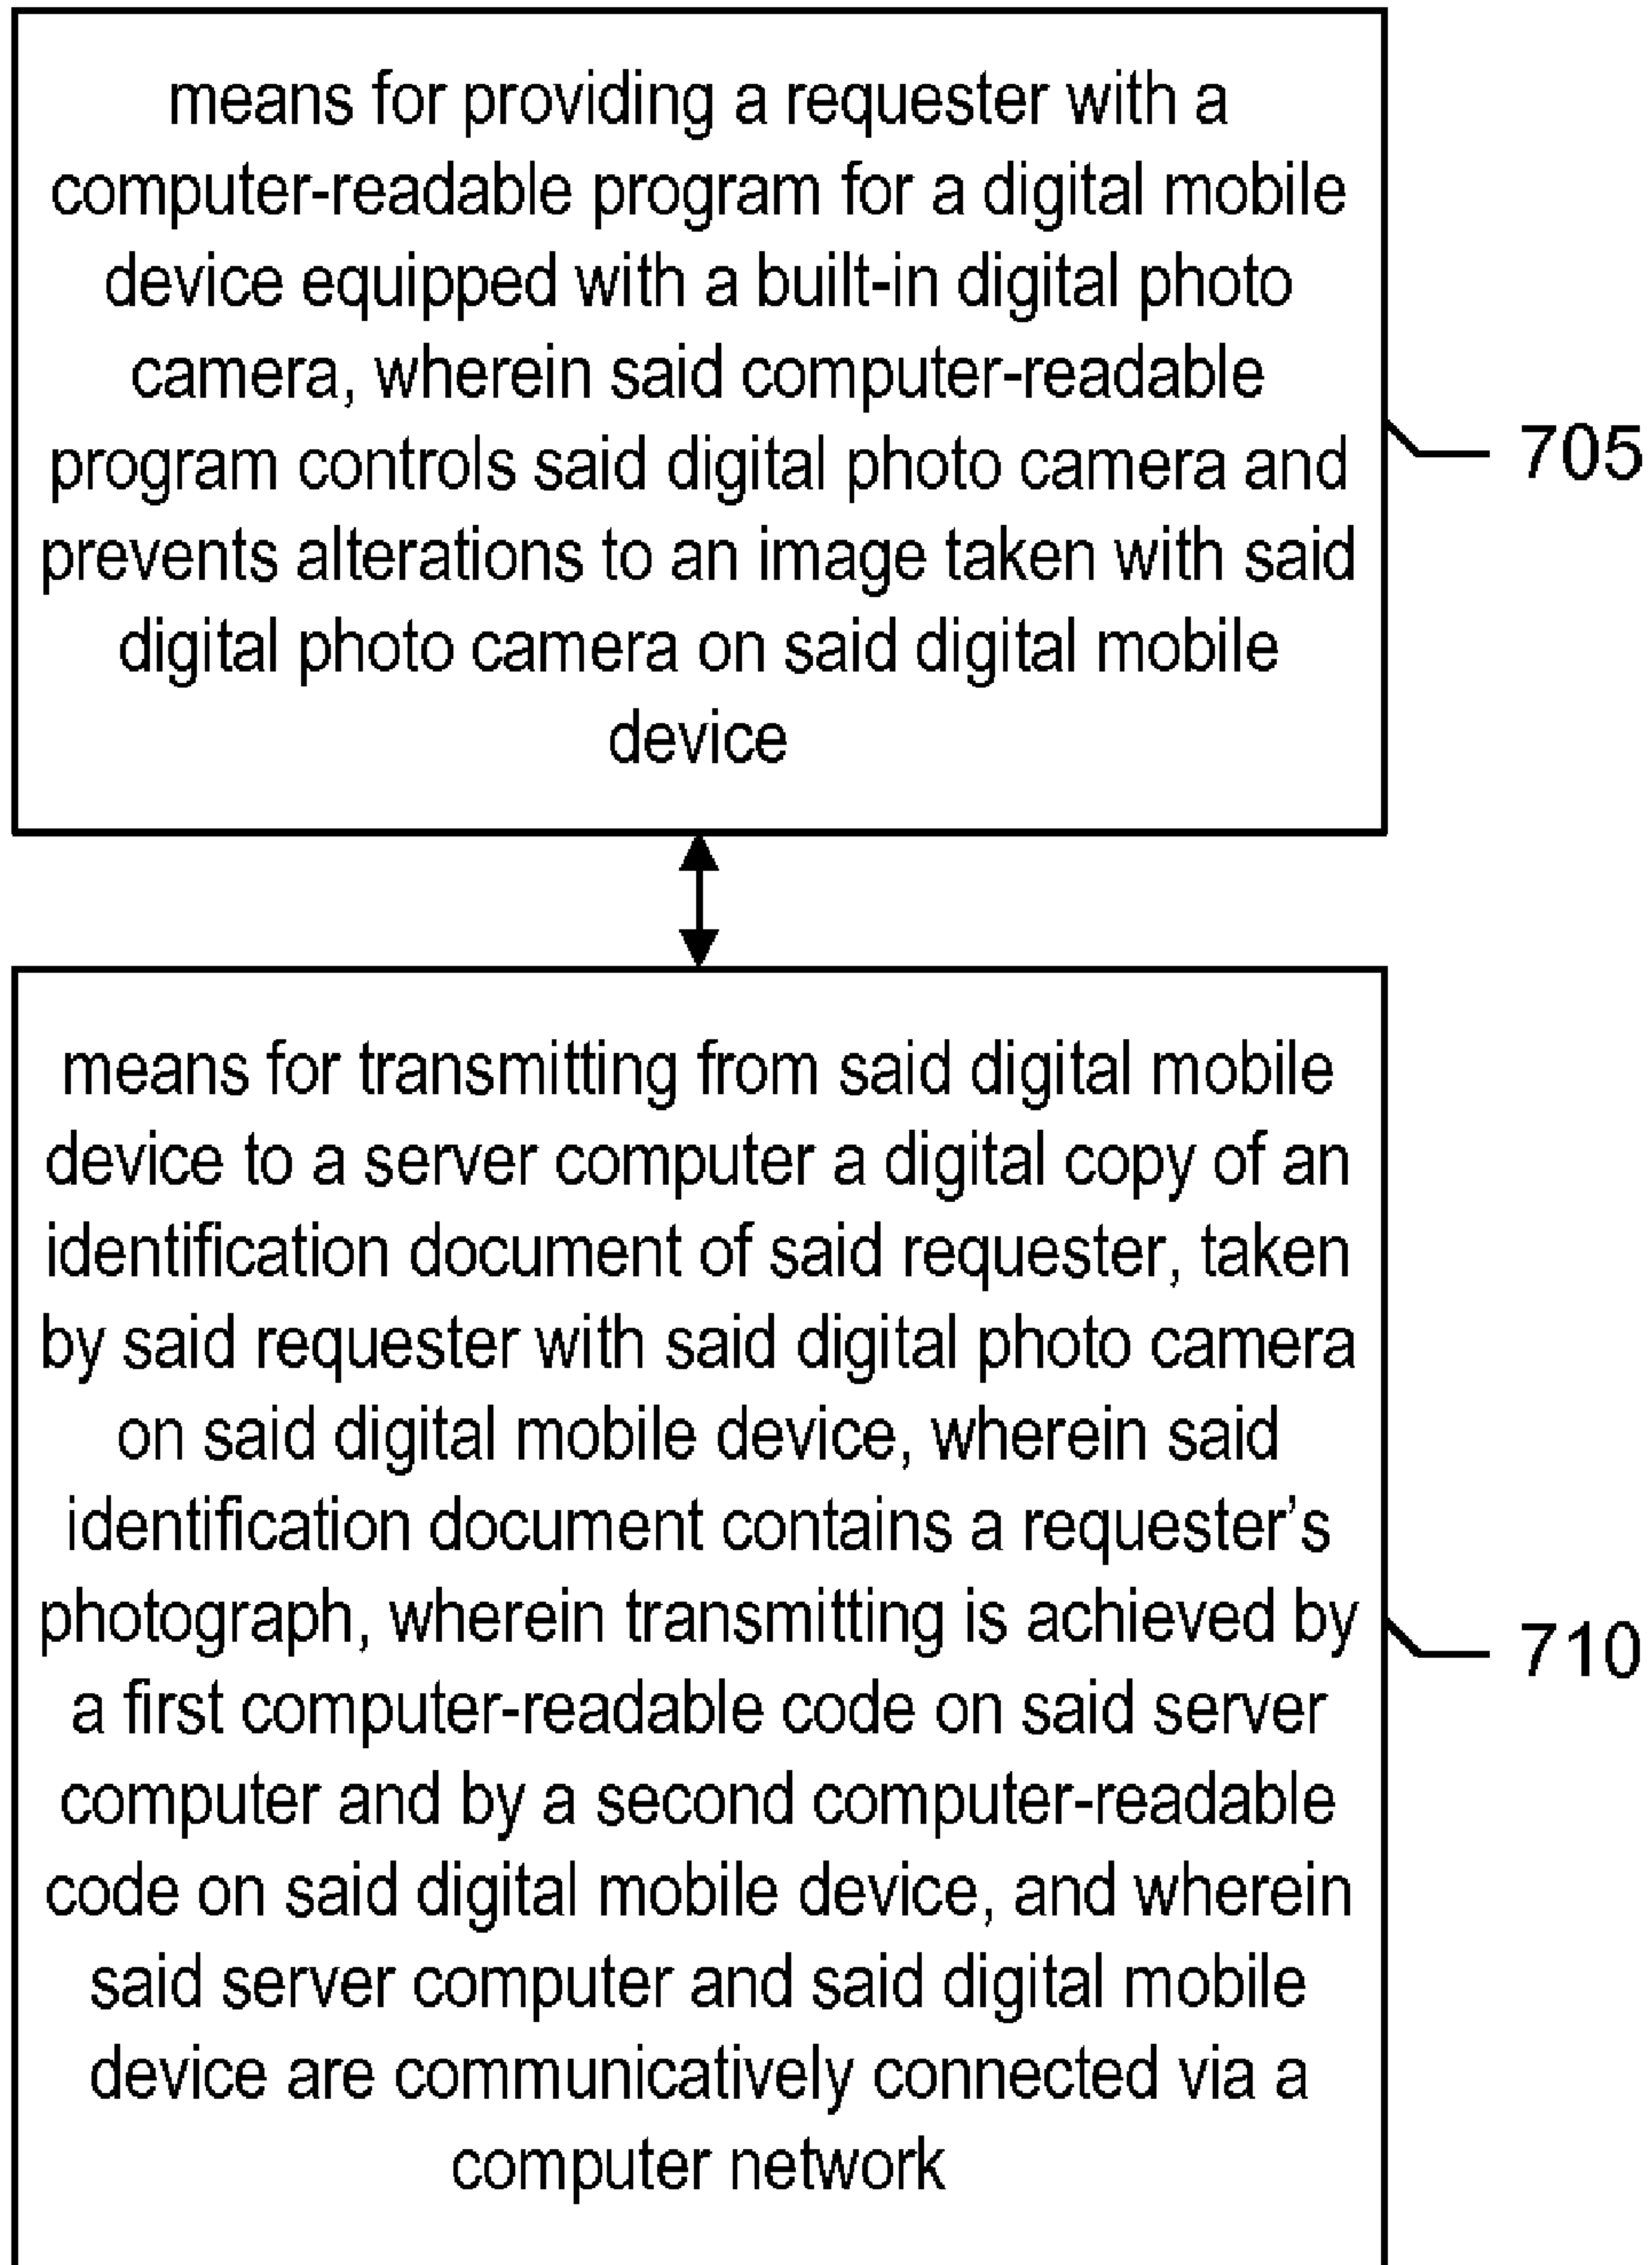 means for providing a requester with a
computer-readable program for a digital mobile
device equipped with a built-in digital photo
camera, wherein said computer-readable
program controls said digital photo camera and
prevents alterations to an image taken with said
digital photo camera on said digital mobile
device
705
means for transmitting from said digital mobile
device to a server computer a digital copy of an
identification document of said requester, taken
by said requester with said digital photo camera
on said digital mobile device, wherein said
identification document contains a requester’s
photograph, wherein transmitting is achieved by
a first computer-readable code on said server
computer and by a second computer-readable
code on said digital mobile device, and wherein
said server computer and said digital mobile
device are communicatively connected via a
computer network
710